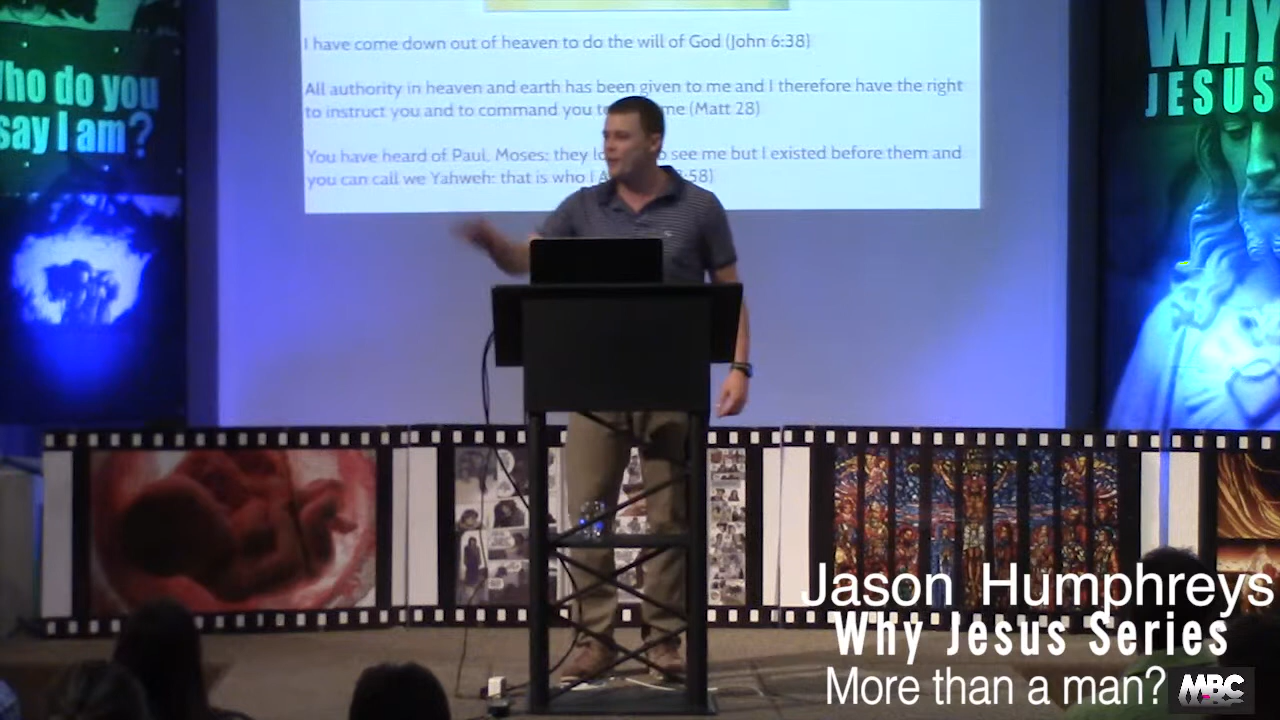 Who do you
say I am?
I have come down out of heaven to do the will of God (John 6:38)
All authority in heaven and earth has been given to me and I therefore have the right
to instruct you and to command you me (Matt 28)
You have heard of Paul, Moses; they see me but I existed before them and
you can call we Yahweh: that is who I :58)
WHY
JESUS
Jason Humphreys
Why Jesus Series
More than a man?
MBC